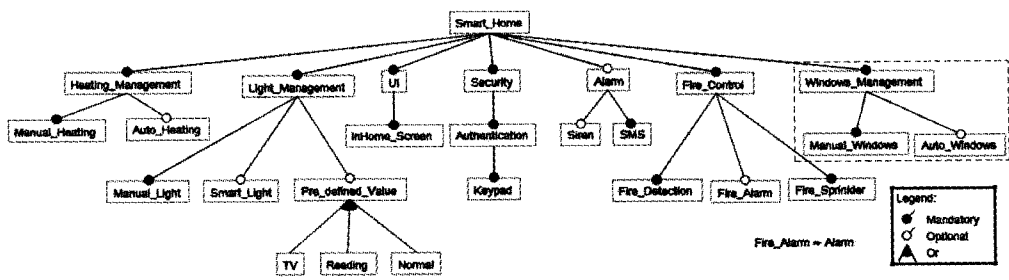 Smart_Home
Heating_Management
Light_Management
UI
Security
Alarm
Fire_Control
Windows_Management
Manual_Heating
Auto_Heating
InHome_Screen
Authentication
Siren
SMS
Manual_Windows
Auto_Windows
Manual_Light
Smart_Light
Pre_defined_Value
Keypad
Fire_Detection
Fire_Alarm
Fire_Sprinkler
Legend:
Mandatory
Optional
Or
Fire_Alarm ⇒ Alarm
TV
Reading
Normal